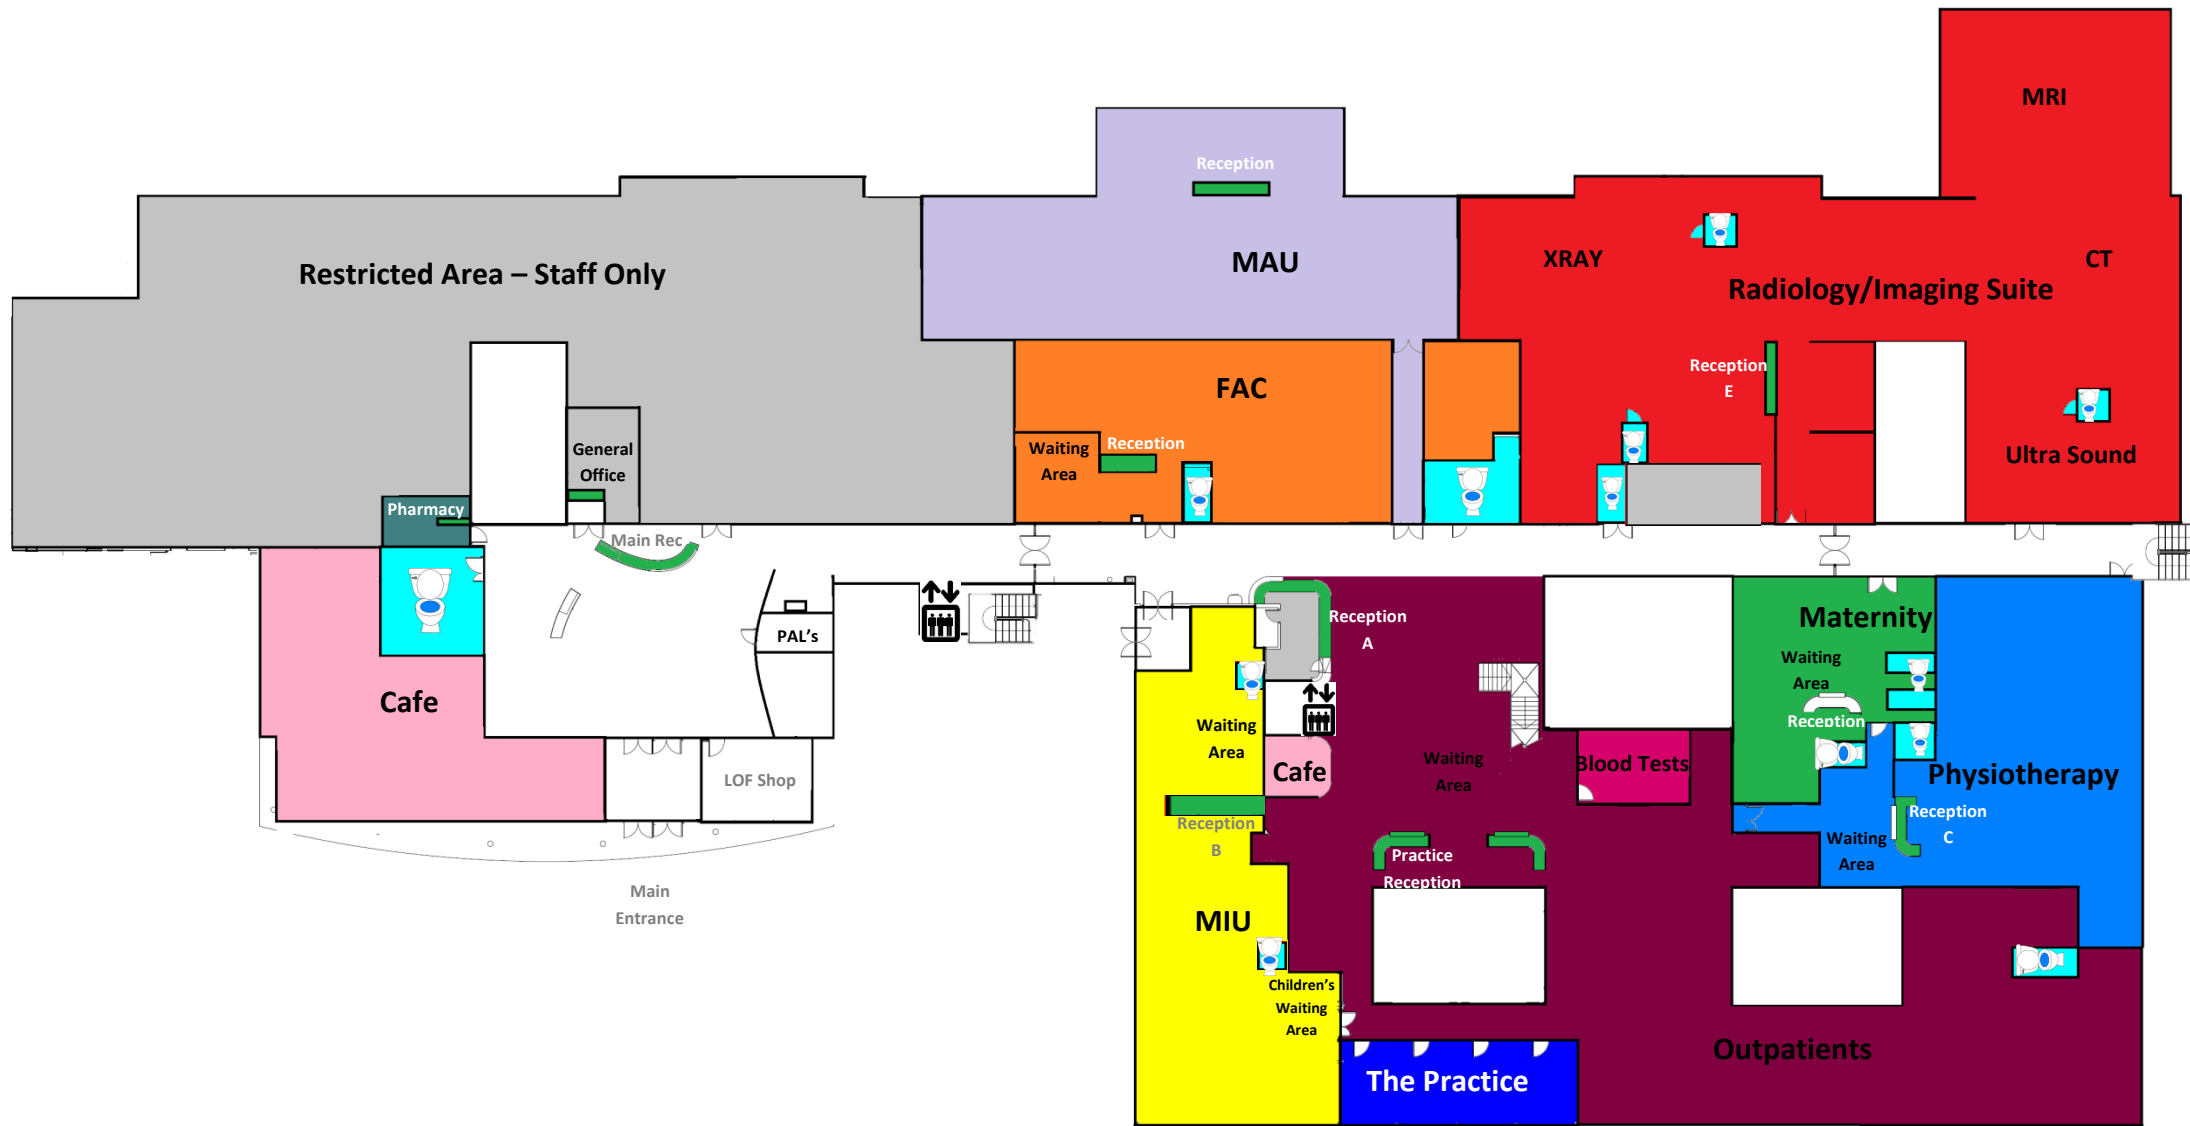 MRI
Reception
MAU
XRAY
CT
Restricted Area – Staff Only
Radiology/Imaging Suite
Reception
E
FAC
General
Office
Waiting
Area
Reception
Ultra Sound
Pharmacy
Main Rec
Reception
A
Maternity
PAL's
Waiting
Area
Cafe
Reception
Waiting
Area
Cafe
Waiting
Area
Blood Tests
Physiotherapy
LOF Shop
Reception
B
Reception
C
Waiting
Area
Practice
Reception
Main
Entrance
MIU
Children's
Waiting
Area
Outpatients
The Practice